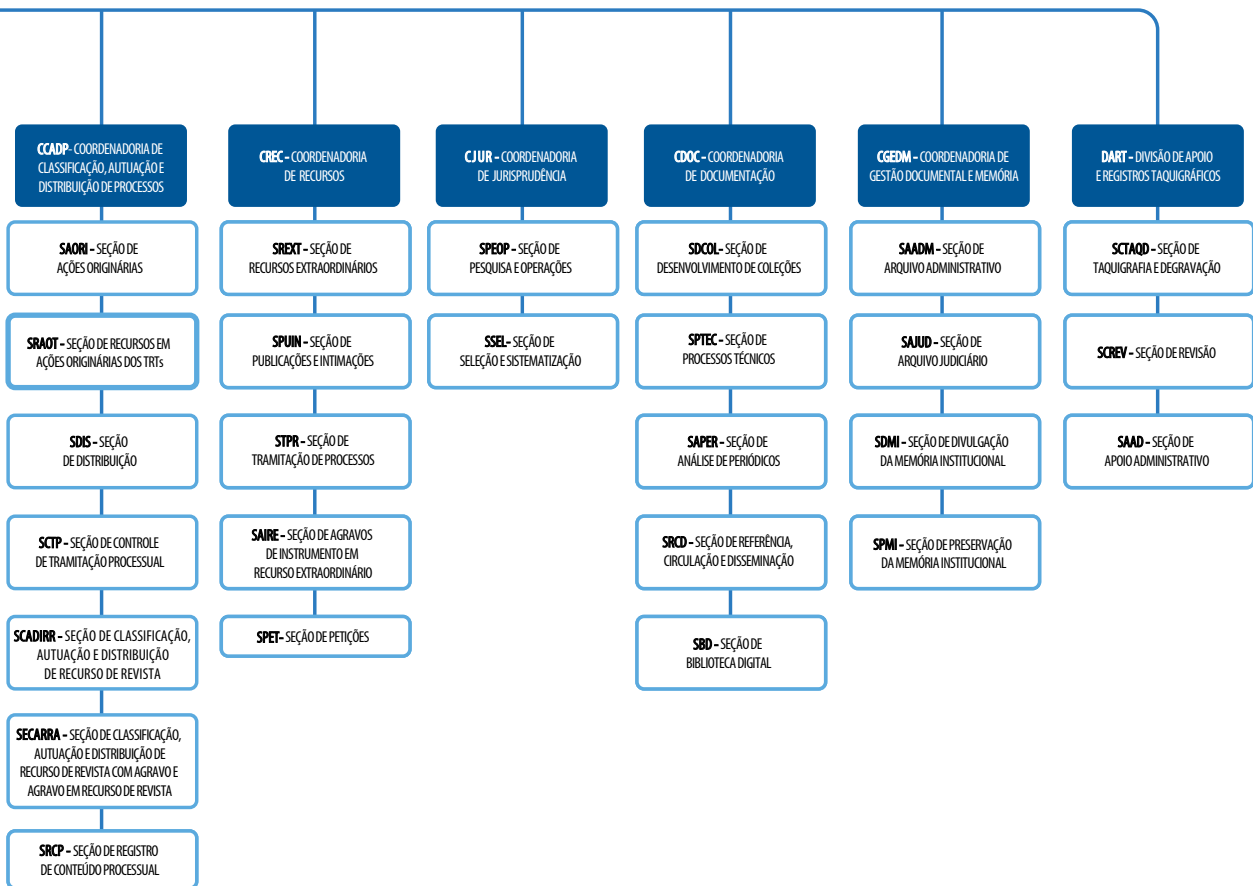 CCADP- COORDENADORIA DE
CLASSIFICAÇÃO, AUTUAÇÃO E
DISTRIBUIÇÃO DE PROCESSOS
SAORI - SEÇÃO DE
AÇÕES ORIGINÁRIAS
SRAOT - SEÇÃO DE RECURSOS EM
AÇÕES ORIGINÁRIAS DOS TRTs
SDIS - SEÇÃO
DE DISTRIBUIÇÃO
SCTP - SEÇÃO DE CONTROLE
DE TRAMITAÇÃO PROCESSUAL
SCADIRR - SEÇÃO DE CLASSIFICAÇÃO,
AUTUAÇÃO E DISTRIBUIÇÃO
DE RECURSO DE REVISTA
SECARRA - SEÇÃO DE CLASSIFICAÇÃO,
AUTUAÇÃO E DISTRIBUIÇÃO DE
RECURSO DE REVISTA COM AGRAVO E
AGRAVO EM RECURSO DE REVISTA
SRCP - SEÇÃO DE REGISTRO
DE CONTEÚDO PROCESSUAL
CREC - COORDENADORIA
DE RECURSOS
SREXT - SEÇÃO DE
RECURSOS EXTRAORDINÁRIOS
SPUIN - SEÇÃO DE
PUBLICAÇÕES E INTIMAÇÕES
STPR - SEÇÃO DE
TRAMITAÇÃO DE PROCESSOS
SAIRE - SEÇÃO DE AGRAVOS
DE INSTRUMENTO EM
RECURSO EXTRAORDINÁRIO
SPET- SEÇÃO DE PETIÇÕES
CJUR - COORDENADORIA
DE JURISPRUDÊNCIA
SPEOP - SEÇÃO DE
PESQUISA E OPERAÇÕES
SSEL- SEÇÃO DE
SELEÇÃO E SISTEMATIZAÇÃO
CDOC - COORDENADORIA
DE DOCUMENTAÇÃO
SDCOL- SEÇÃO DE
DESENVOLVIMENTO DE COLEÇÕES
SPTEC - SEÇÃO DE
PROCESSOS TÉCNICOS
SAPER - SEÇÃO DE
ANÁLISE DE PERIÓDICOS
SRCD - SEÇÃO DE REFERÊNCIA,
CIRCULAÇÃO E DISSEMINAÇÃO
SBD - SEÇÃO DE
BIBLIOTECA DIGITAL
CGEDM - COORDENADORIA DE
GESTÃO DOCUMENTAL E MEMÓRIA
SAADM - SEÇÃO DE
ARQUIVO ADMINISTRATIVO
SAJUD - SEÇÃO DE
ARQUIVO JUDICIÁRIO
SDMI - SEÇÃO DE DIVULGAÇÃO
DA MEMÓRIA INSTITUCIONAL
SPMI - SEÇÃO DE PRESERVAÇÃO
DA MEMÓRIA INSTITUCIONAL
DART - DIVISÃO DE APOIO
E REGISTROS TAQUIGRÁFICOS
SCTAQD - SEÇÃO DE
TAQUIGRAFIA E DEGRAVAÇÃO
SCREV - SEÇÃO DE REVISÃO
SAAD - SEÇÃO DE
APOIO ADMINISTRATIVO